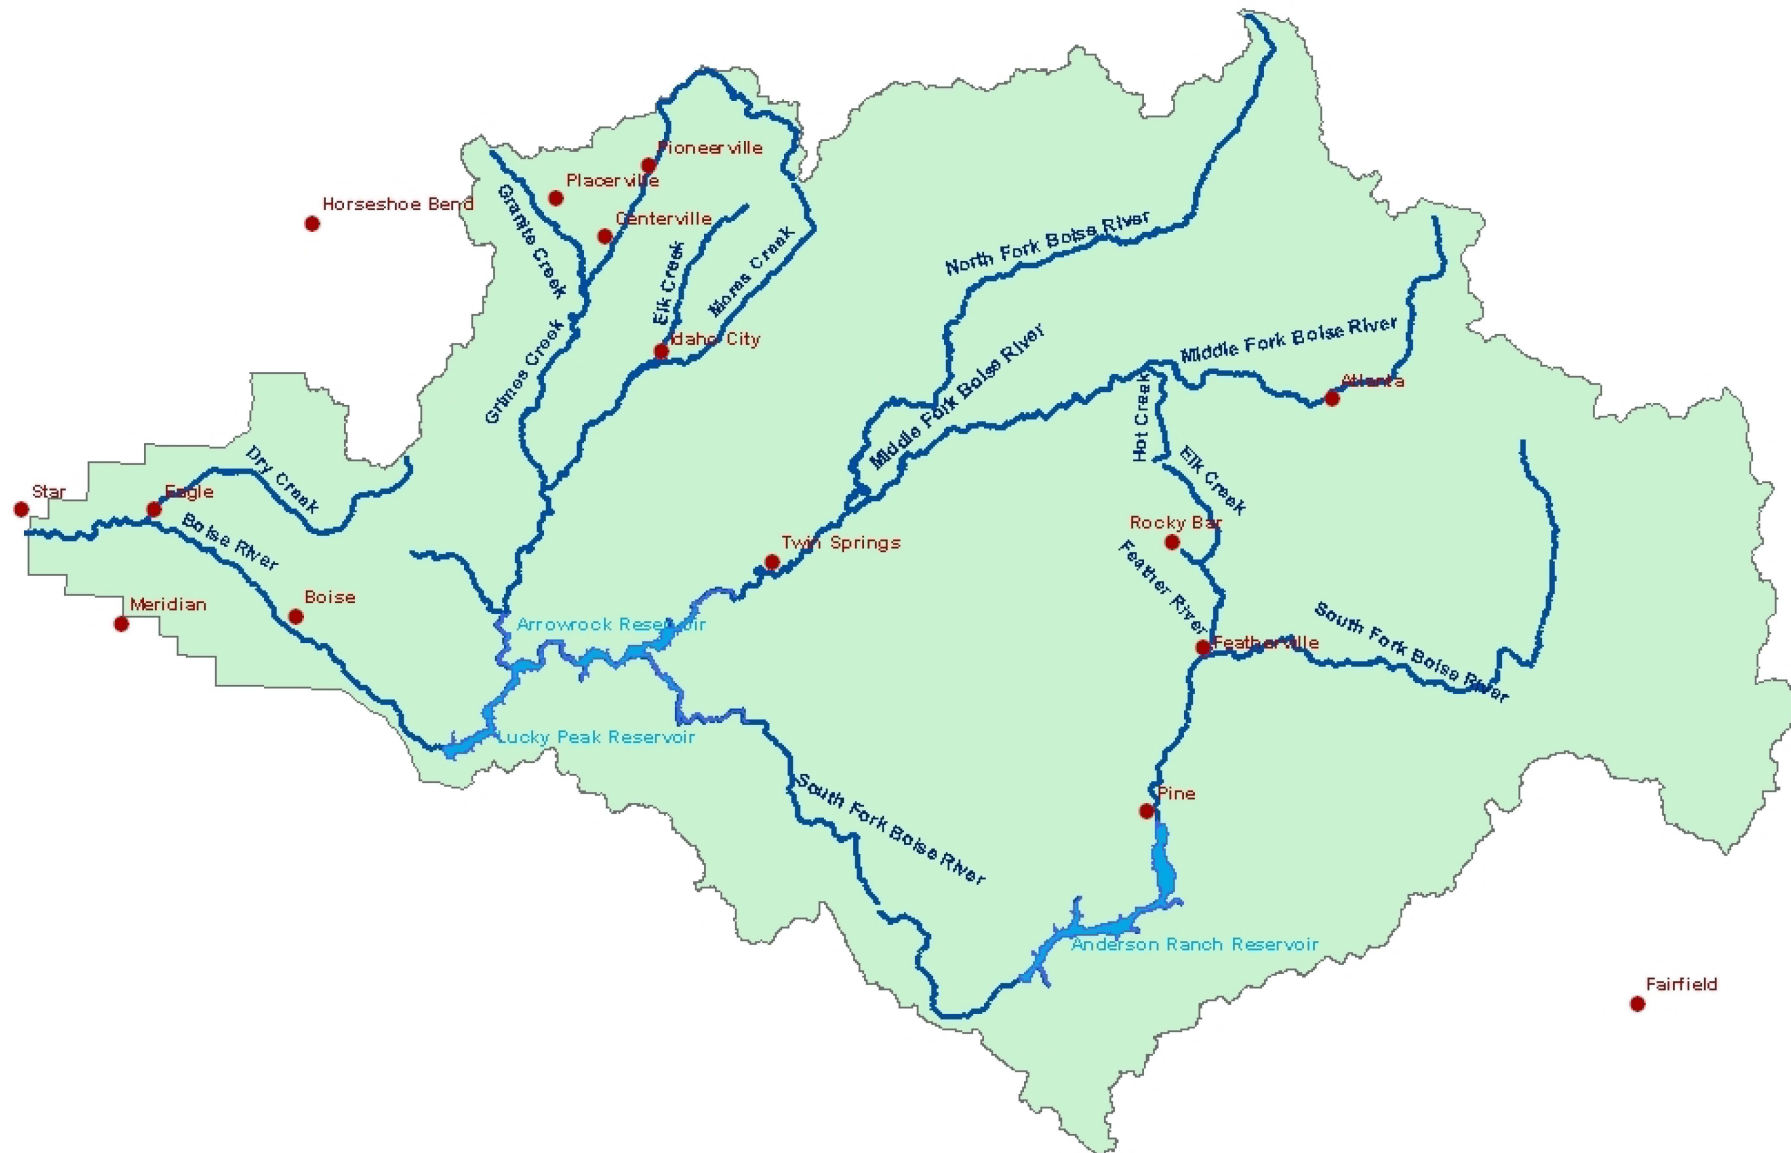 Pioneerville
Placerville
Horseshoe Bend
Centerville
Granite Creek
North Fork Boise River
Elk Creek
Mores Creek
Idaho City
Grimes Creek
Middle Fork Boise River
Middle Fork Boise River
Atlanta
Hot Creek
Elk Creek
Dry Creek
Star
Eagle
Boise River
Rocky Bar
Twin Springs
Feather River
Meridian
Boise
Arrowrock Reservoir
Featherville
South Fork Boise River
Lucky Peak Reservoir
South Fork Boise River
Pine
Anderson Ranch Reservoir
Fairfield